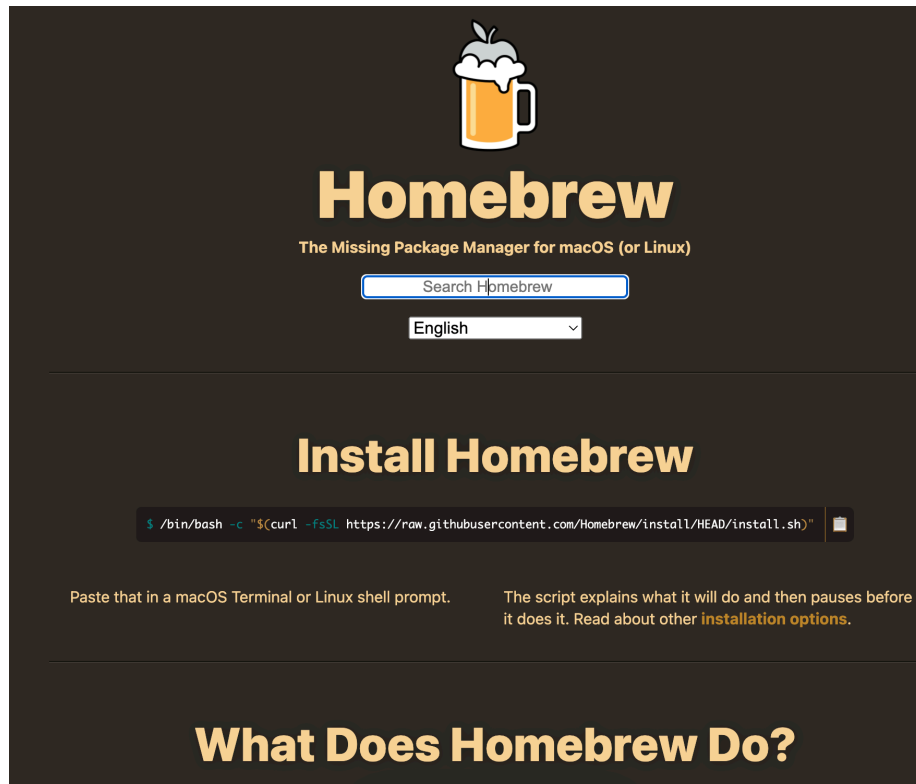 Homebrew
The Missing Package Manager for macOS (or Linux)
Search Homebrew
English
Install Homebrew
$ /bin/bash -c "$(curl -fsSL https://raw.githubusercontent.com/Homebrew/install/HEAD/install.sh)"
Paste that in a macOS Terminal or Linux shell prompt.
The script explains what it will do and then pauses before
it does it. Read about other installation options.
What Does Homebrew Do?